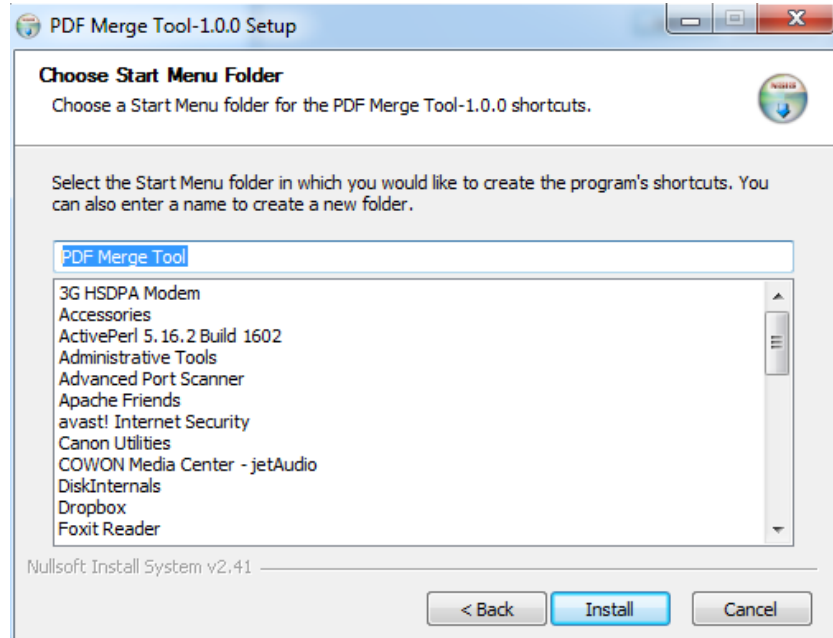 PDF Merge Tool-1.0.0 Setup
Choose Start Menu Folder
Choose a Start Menu folder for the PDF Merge Tool-1.0.0 shortcuts.
Select the Start Menu folder in which you would like to create the program's shortcuts. You
can also enter a name to create a new folder.
PDF Merge Tool
3G HSDPA Modem
Accessories
ActivePerl 5.16.2 Build 1602
Administrative Tools
Advanced Port Scanner
Apache Friends
avast! Internet Security
Canon Utilities
COWON Media Center - jetAudio
DiskInternals
Dropbox
Foxit Reader
Nullsoft Install System v2.41
< Back
Install
Cancel